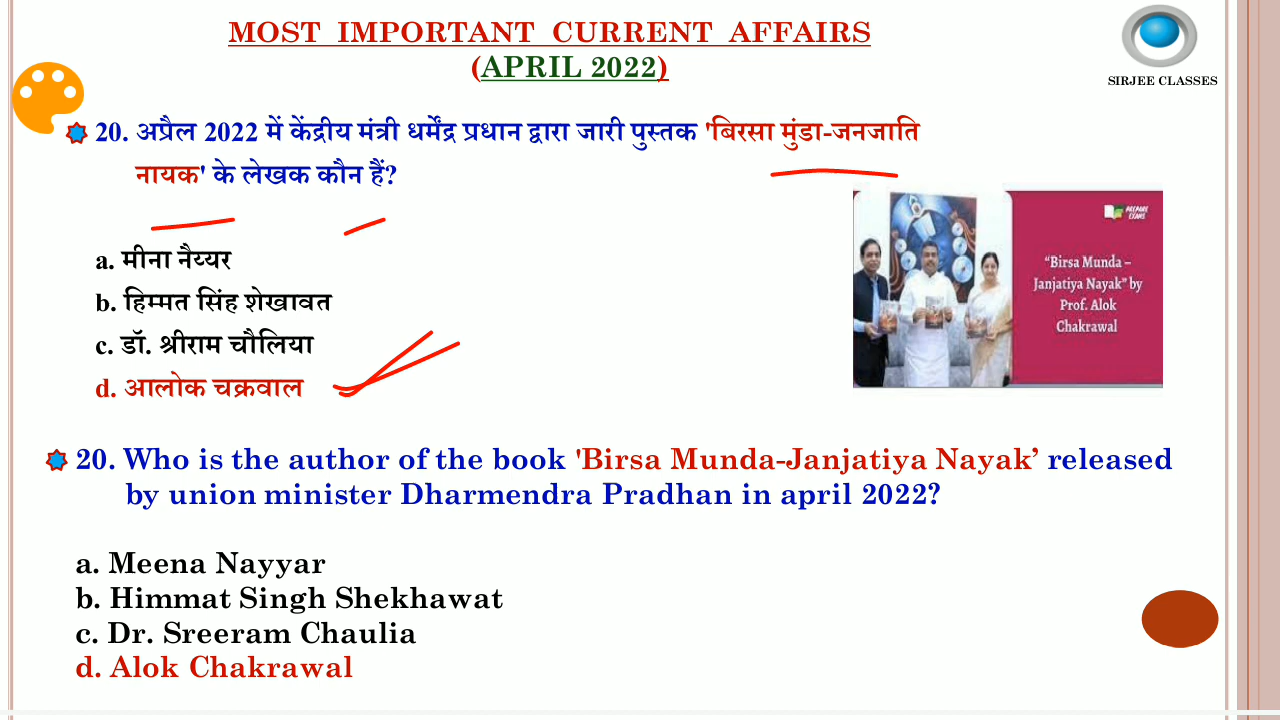 MOST IMPORTANT CURRENT AFFAIRS
(APRIL 2022)
SIRJEE CLASSES
20. अप्रैल 2022 में केंद्रीय मंत्री धर्मेंद्र प्रधान द्वारा जारी पुस्तक 'बिरसा मुंडा-जनजाति
नायक' के लेखक कौन हैं?
a. मीना नैय्यर
b. हिम्मत सिंह शेखावत
c. डॉ. श्रीराम चौलिया
d. आलोक चक्रवाल
PREPARE
EXAMS
“Birsa Munda –
Janjatiya Nayak” by
Prof. Alok
Chakrawal
20. Who is the author of the book 'Birsa Munda-Janjatiya Nayak’ released
by union minister Dharmendra Pradhan in april 2022?
a. Meena Nayyar
b. Himmat Singh Shekhawat
c. Dr. Sreeram Chaulia
d. Alok Chakrawal